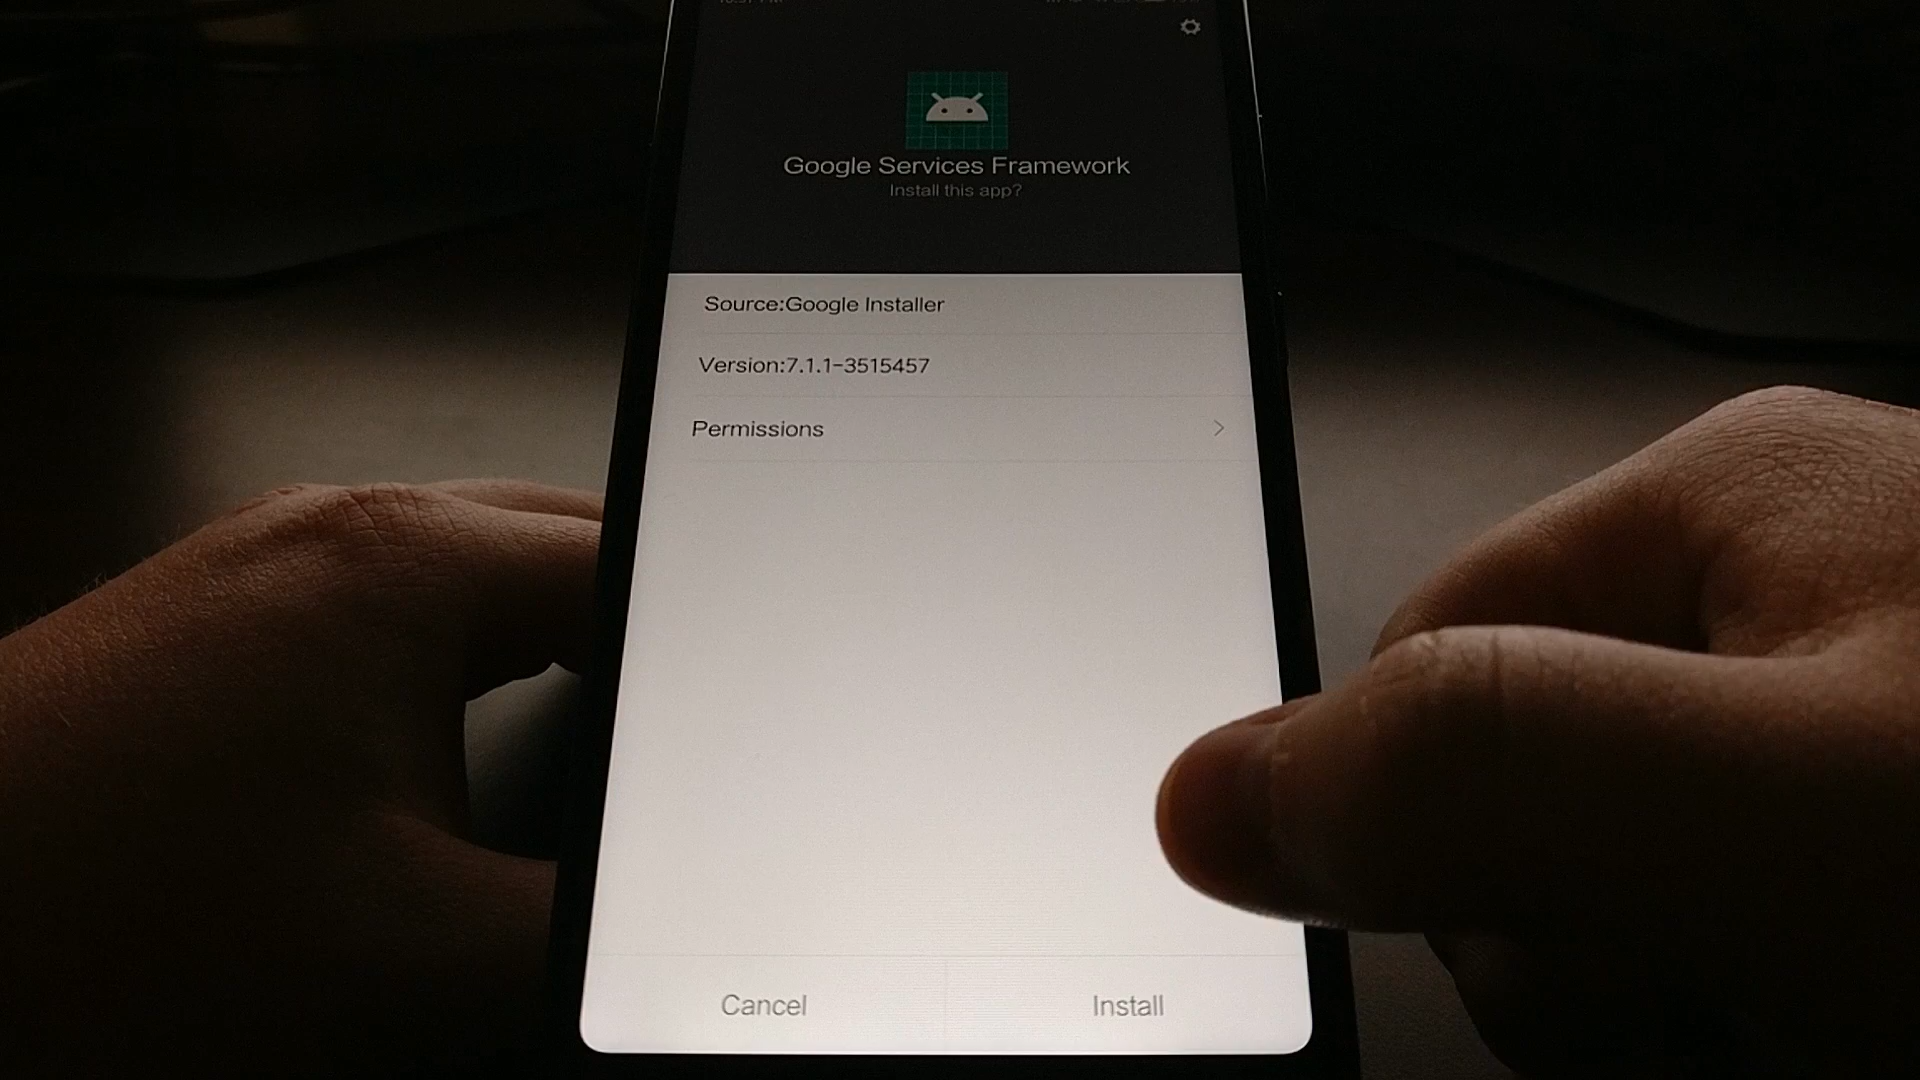 Google Services Framework
Install this app?
Source:Google Installer
Version:7.1.1-3515457
Permissions
Cancel
Install